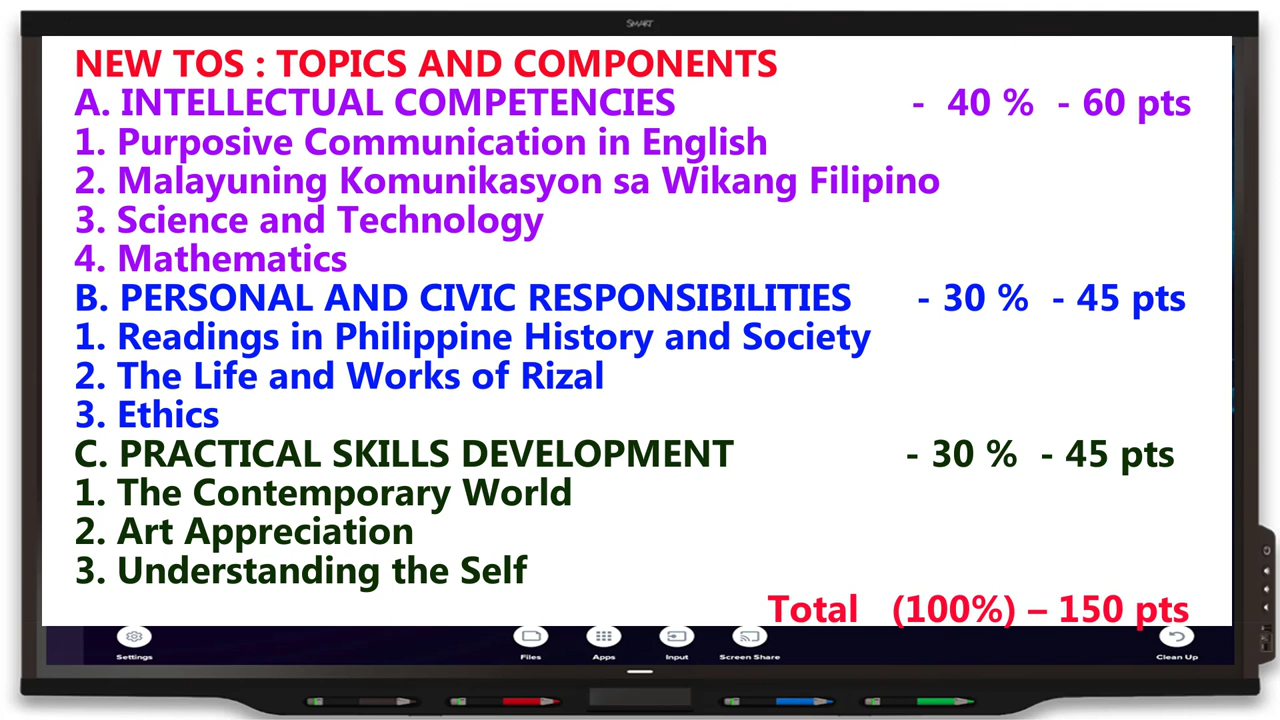 SMART
NEW TOS : TOPICS AND COMPONENTS
A. INTELLECTUAL COMPETENCIES - 40 % - 60 pts
1. Purposive Communication in English
2. Malayuning Komunikasyon sa Wikang Filipino
3. Science and Technology
4. Mathematics
B. PERSONAL AND CIVIC RESPONSIBILITIES - 30 % - 45 pts
1. Readings in Philippine History and Society
2. The Life and Works of Rizal
3. Ethics
C. PRACTICAL SKILLS DEVELOPMENT - 30 % - 45 pts
1. The Contemporary World
2. Art Appreciation
3. Understanding the Self
Total (100%) – 150 pts
Settings Files Apps Input Screen Share Clean Up